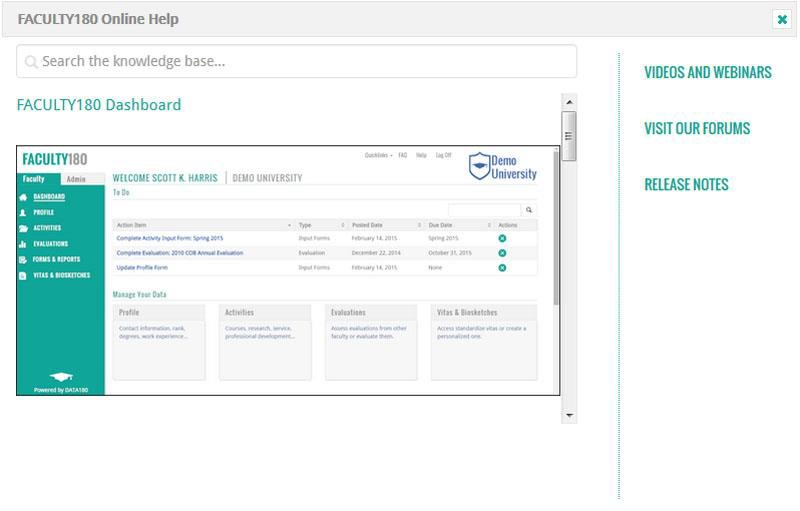 FACULTY180 Online Help
Search the knowledge base...
VIDEOS AND WEBINARS
VISIT OUR FORUMS
RELEASE NOTES
FACULTY180 Dashboard
FACULTY180
Quicklinks FAQ Help Log Off
Demo University
Faculty Admin
WELCOME SCOTT K. HARRIS DEMO UNIVERSITY
DASHBOARD
PROFILE
ACTIVITIES
EVALUATIONS
FORMS & REPORTS
VITAS & BIOSKETCHES
Powered by DATA180
To Do
Action Item Type Posted Date Due Date Actions
Complete Activity Input Form: Spring 2015 Input Forms February 14, 2015 Spring 2015
Complete Evaluation: 2010 COB Annual Evaluation Evaluation December 22, 2014 October 31, 2015
Update Profile Form Input Forms February 14, 2015 None
Manage Your Data
Profile
Contact information, rank,
degrees, work experience...
Activities
Courses, research, service,
professional development...
Evaluations
Assess evaluations from other
faculty or evaluate them.
Vitas & Biosketches
Access standardize vitas or create a
personalized one.